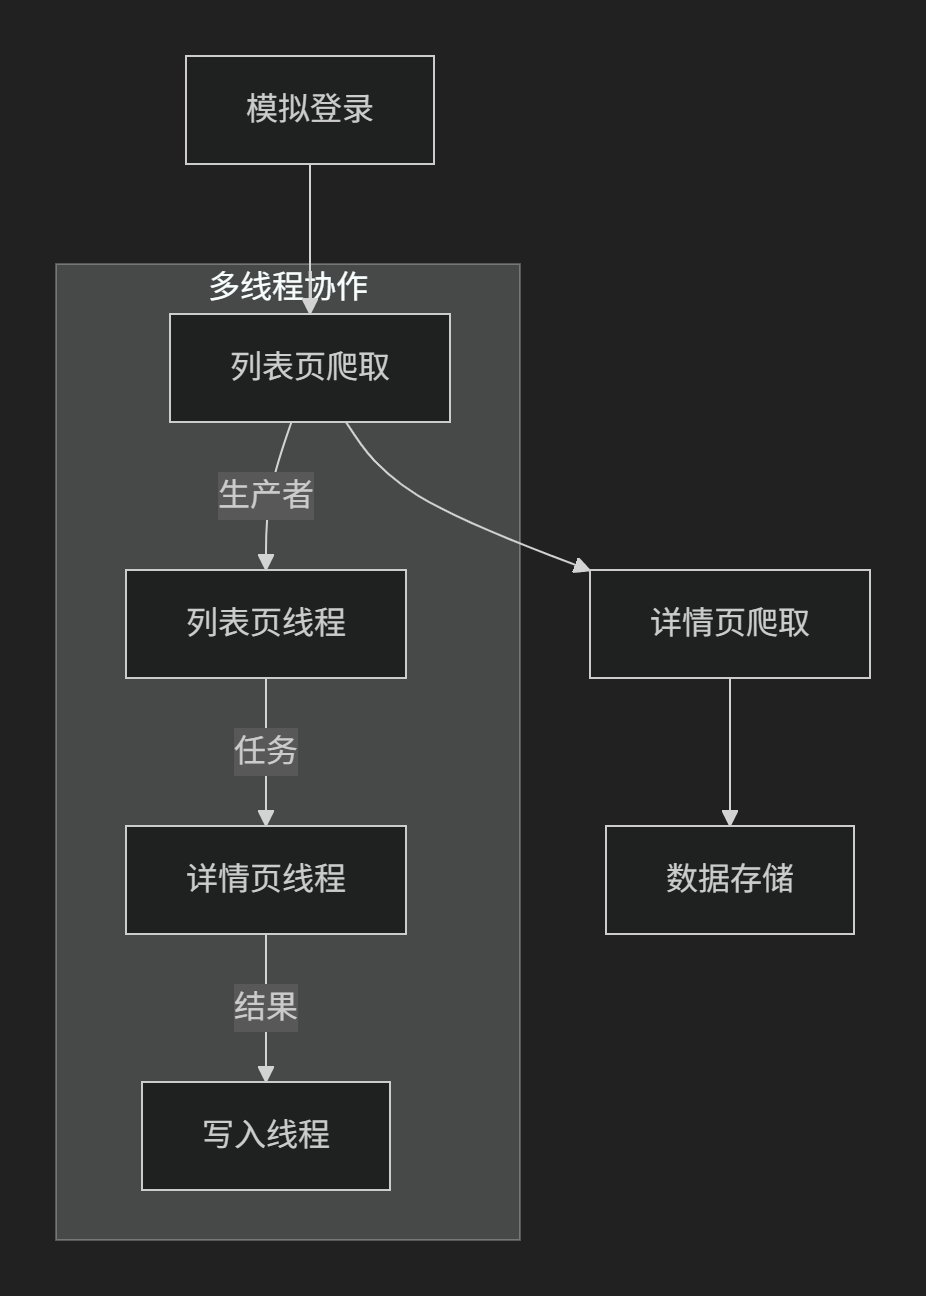 模拟登录
多线程协作
列表页爬取
生产者
列表页线程
详情页爬取
任务
详情页线程
数据存储
结果
写入线程